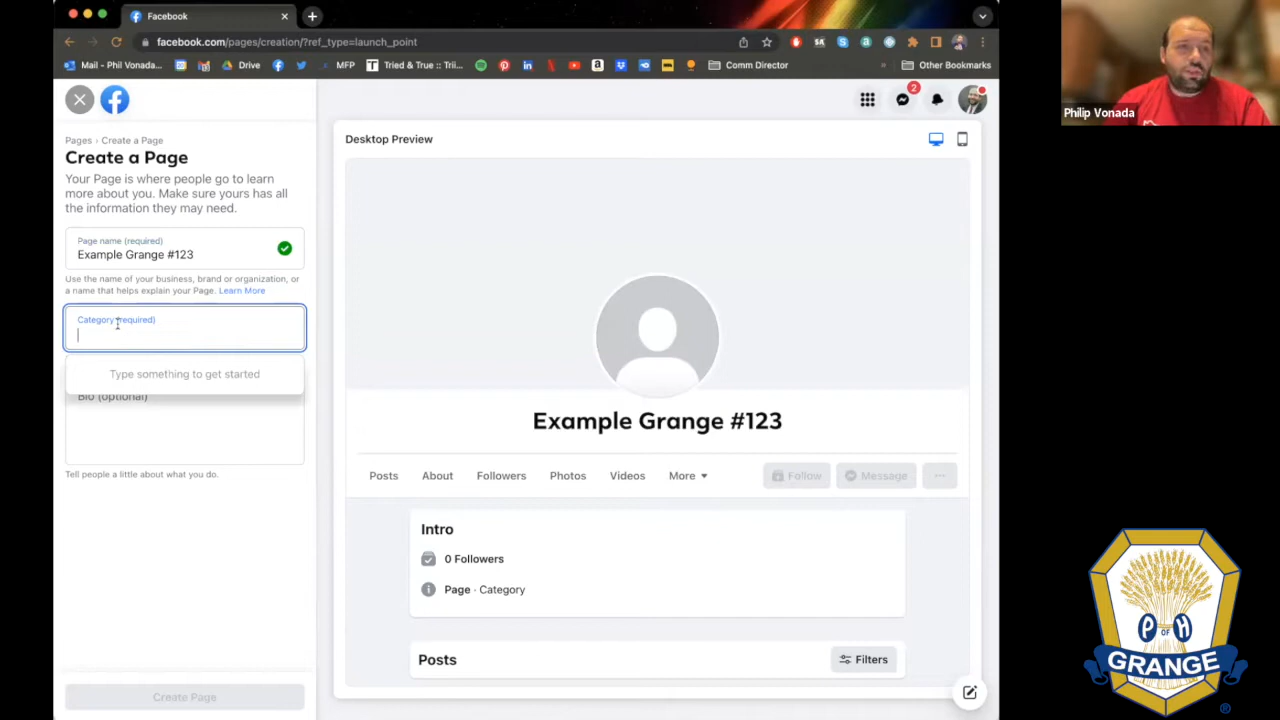 Facebook
facebook.com/pages/creation/?ref_type=launch_point
Mail - Phil Vonada...
Drive
MFP
Tried & True :: Trii...
Comm Director
»
Other Bookmarks
2
Pages › Create a Page
Create a Page
Your Page is where people go to learn
more about you. Make sure yours has all
the information they may need.
Page name (required)
Example Grange #123
Use the name of your business, brand or organization, or
a name that helps explain your Page. Learn More
Category (required)
Type something to get started
Bio (optional)
Tell people a little about what you do.
Create Page
Desktop Preview
Example Grange #123
Posts
About
Followers
Photos
Videos
More
Follow
Message
Intro
0 Followers
Page · Category
Posts
Filters
Philip Vonada
P OF H
GRANGE
®